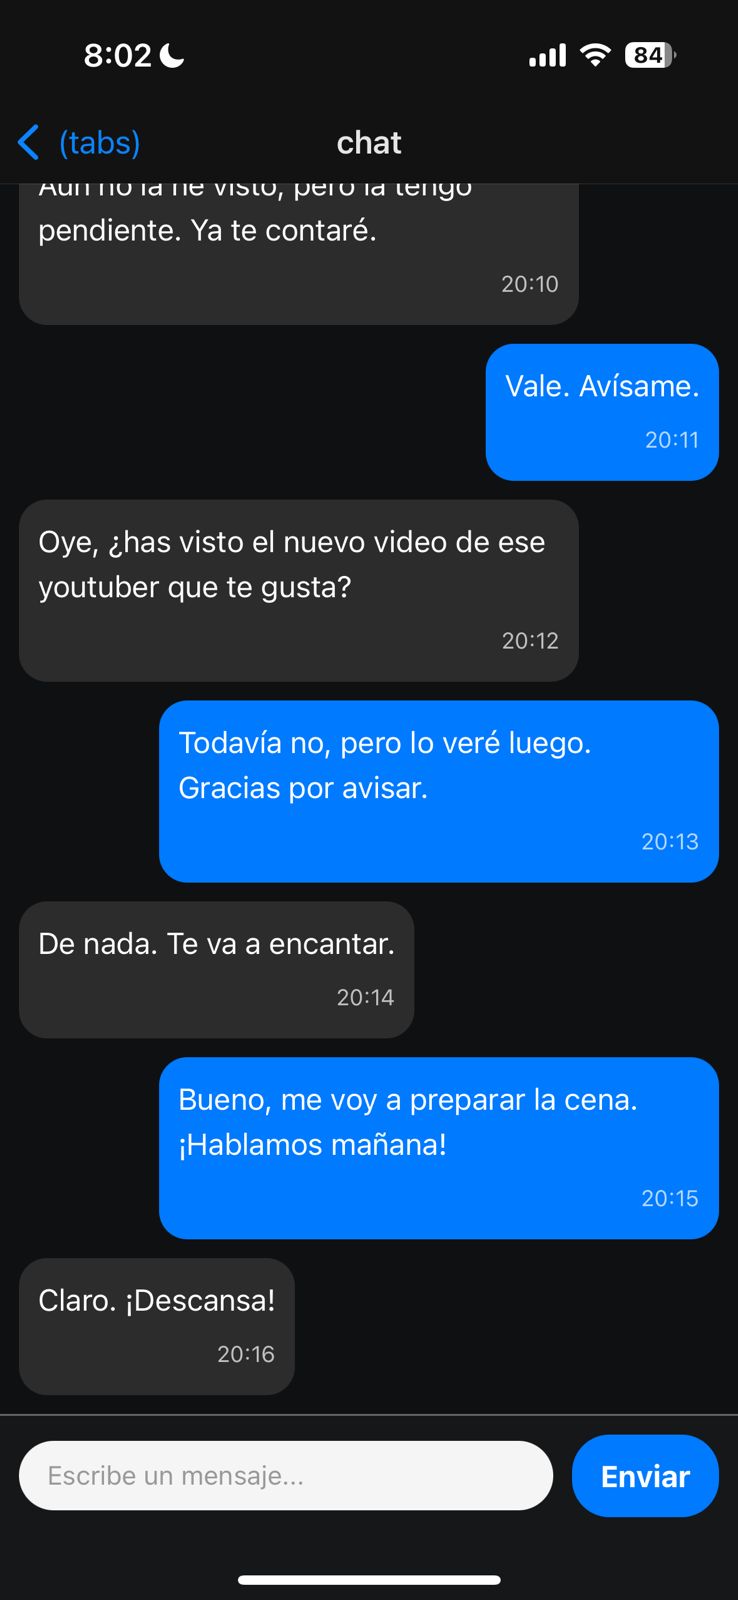 8:02
84
(tabs)
chat
Aún no la he visto, pero la tengo
pendiente. Ya te contaré.
20:10
Vale. Avísame.
20:11
Oye, ¿has visto el nuevo video de ese
youtuber que te gusta?
20:12
Todavía no, pero lo veré luego.
Gracias por avisar.
20:13
De nada. Te va a encantar.
20:14
Bueno, me voy a preparar la cena.
¡Hablamos mañana!
20:15
Claro. ¡Descansa!
20:16
Escribe un mensaje...
Enviar